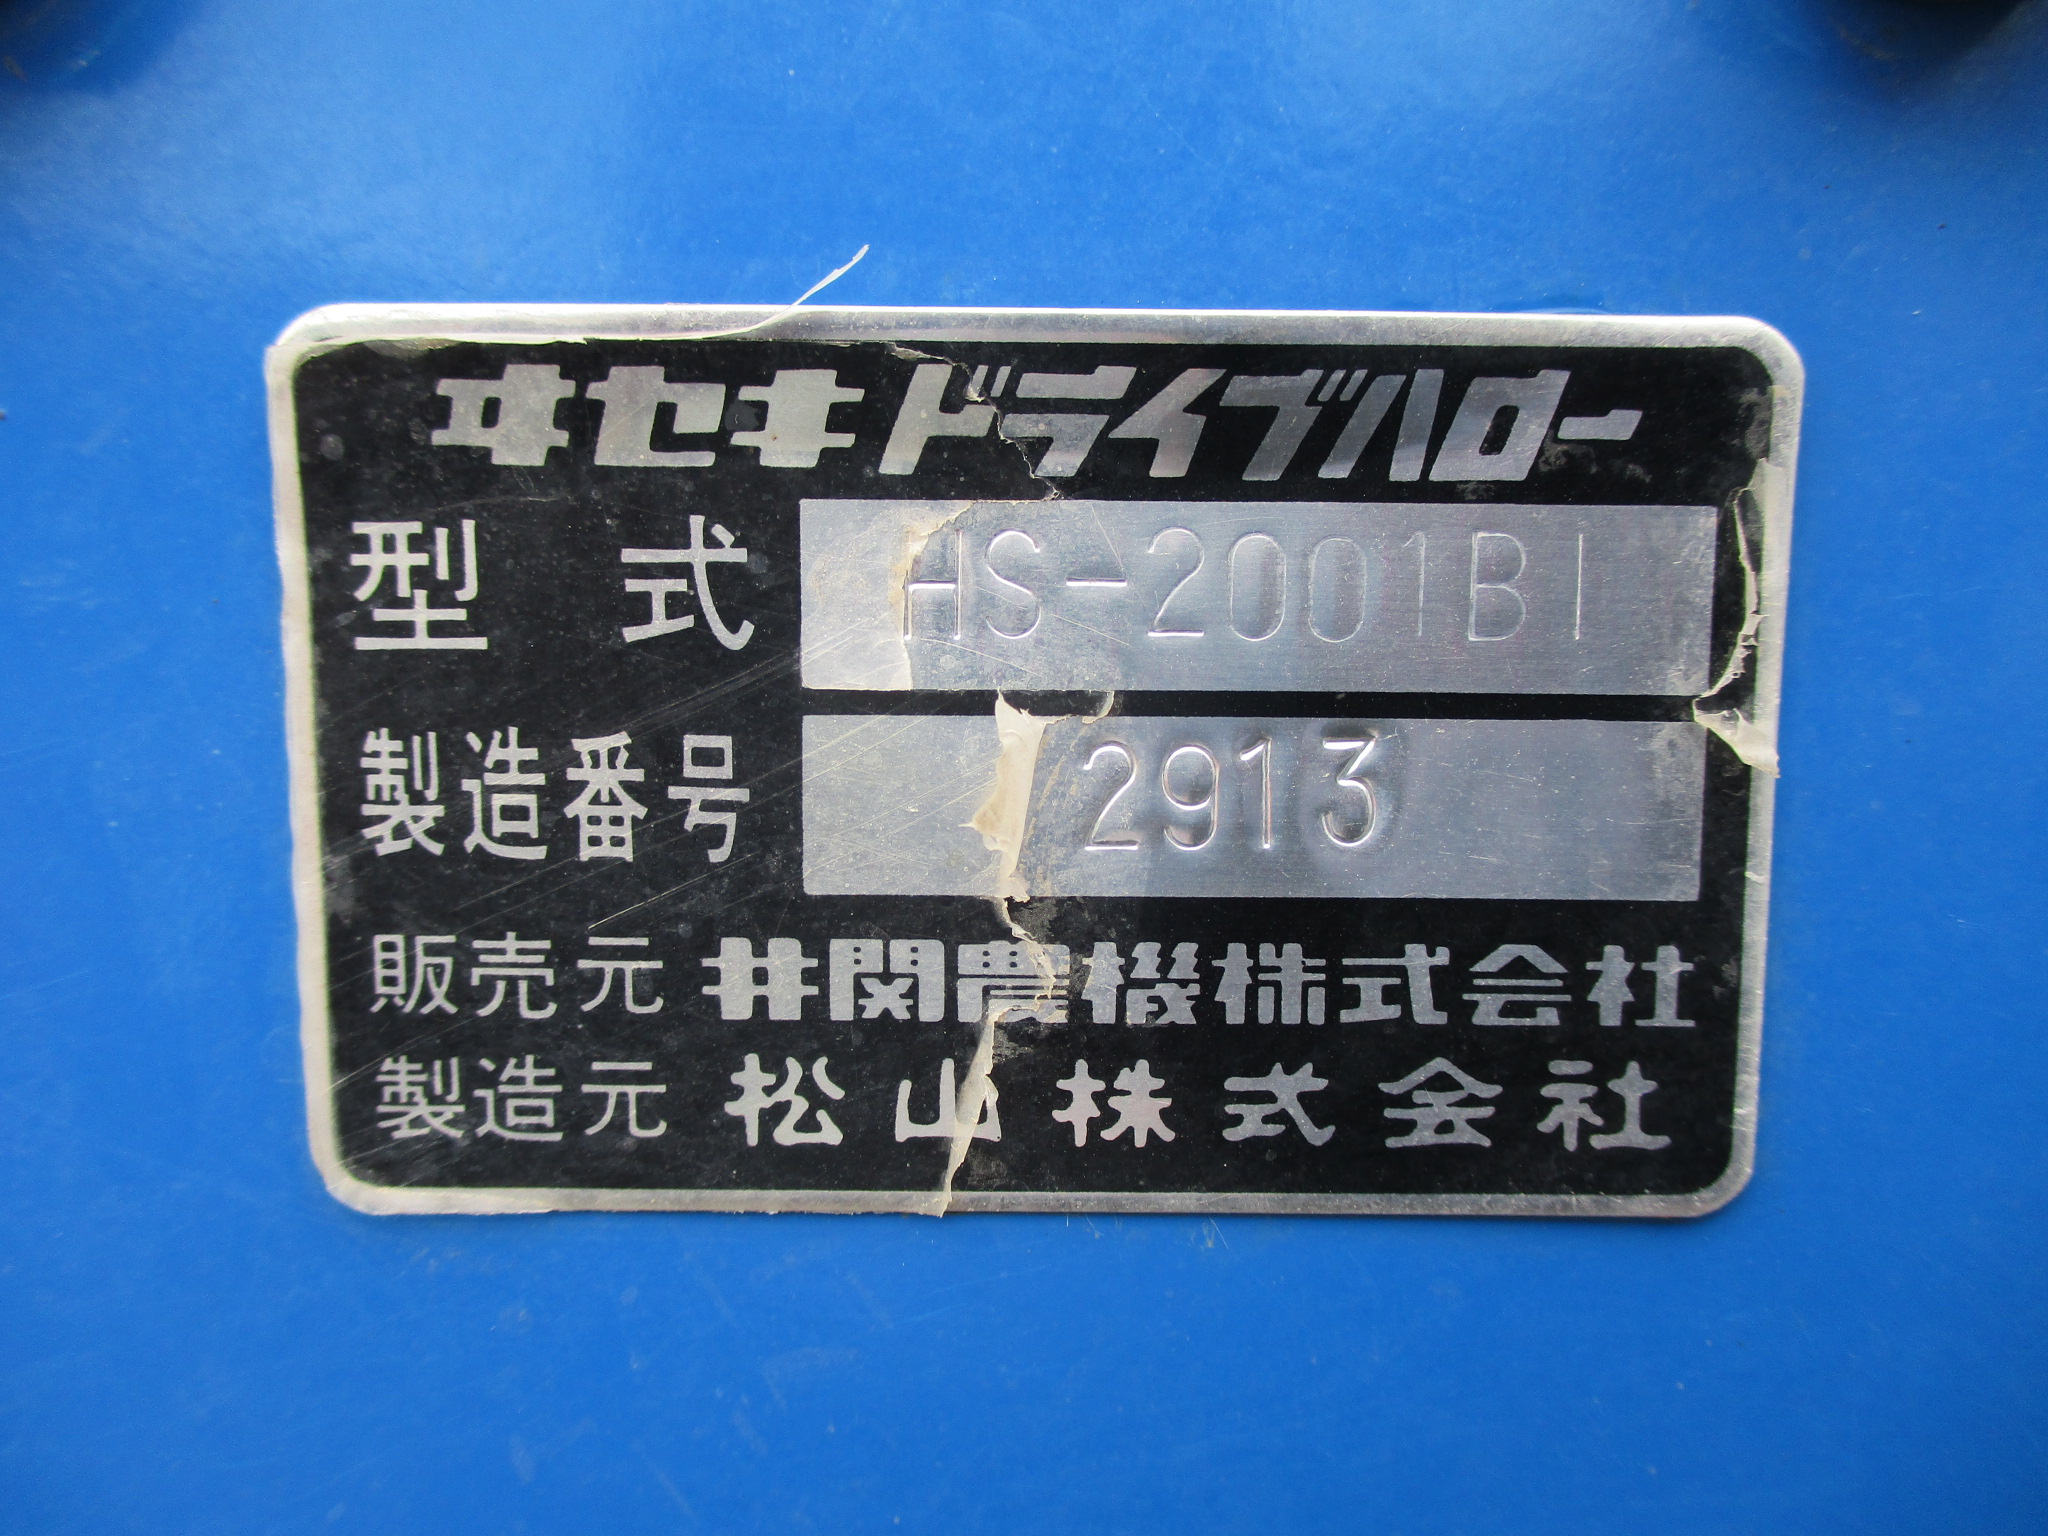 ヰセキドライブハロー
型式 HS-2001BI
製造番号 2913
販売元 井関農機株式会社
製造元 松山株式会社